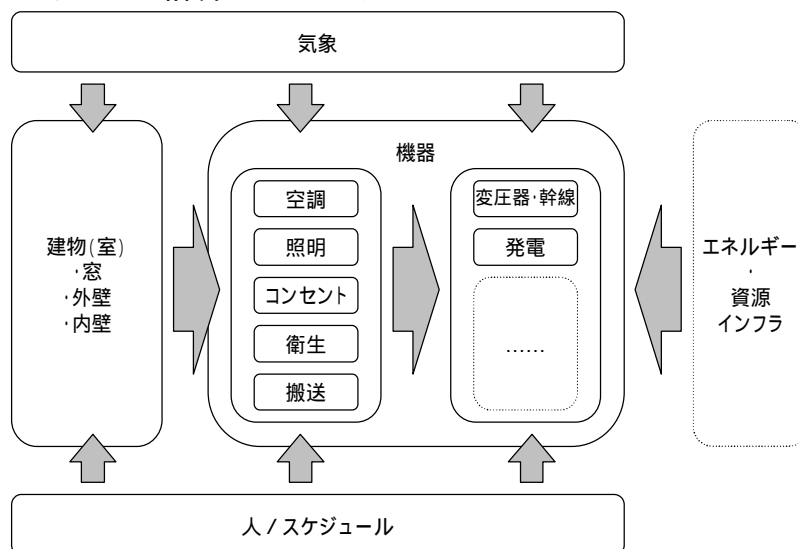 気象
建物(室)
・窓
・外壁
・内壁
機器
空調
照明
コンセント
衛生
搬送
変圧器・幹線
発電
……
エネルギー
・
資源
インフラ
人/スケジュール